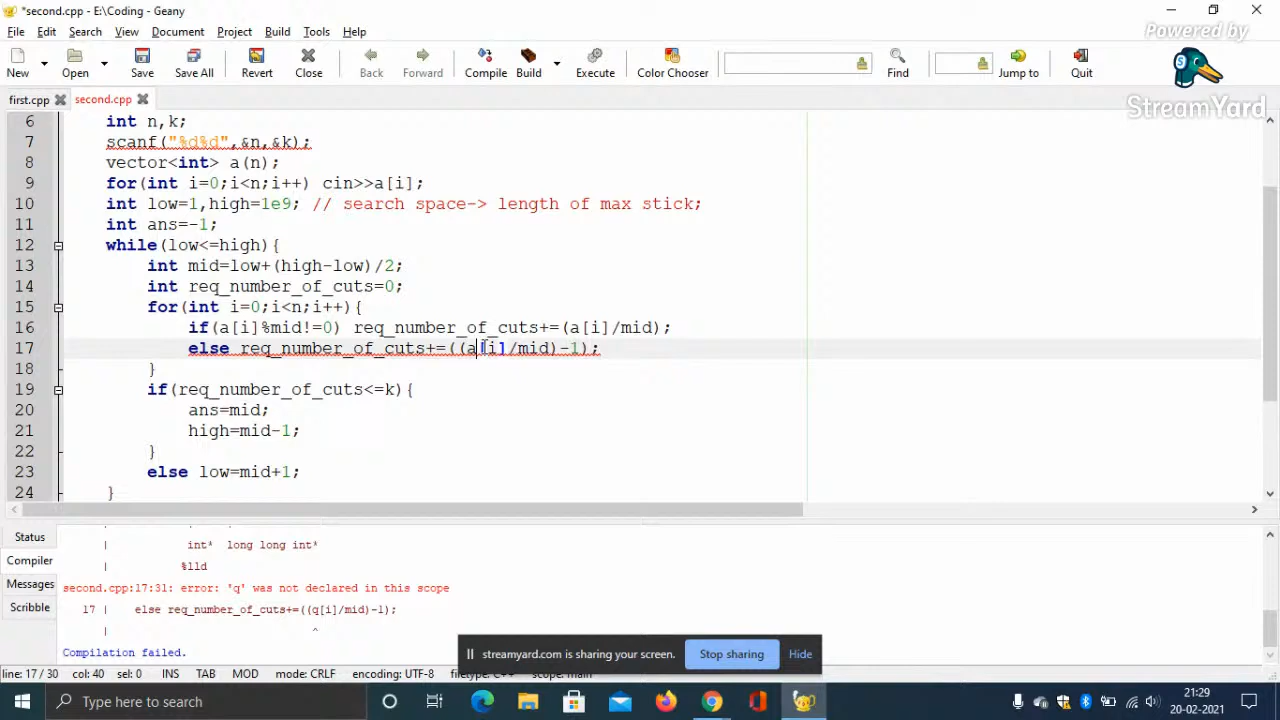 *second.cpp - E:\Coding - Geany
File Edit Search View Document Project Build Tools Help
Powered by
New Open Save Save All Revert Close Back Forward Compile Build Execute Color Chooser Find Jump to Quit
StreamYard
first.cpp second.cpp
6 int n,k;
7 scanf("%d%d",&n,&k);
8 vector<int> a(n);
9 for(int i=0;i<n;i++) cin>>a[i];
10 int low=1,high=1e9; // search space-> length of max stick;
11 int ans=-1;
12 while(low<=high){
13 int mid=low+(high-low)/2;
14 int req_number_of_cuts=0;
15 for(int i=0;i<n;i++){
16 if(a[i]%mid!=0) req_number_of_cuts+=(a[i]/mid);
17 else req_number_of_cuts+=((a[i]/mid)-1);
18 }
19 if(req_number_of_cuts<=k){
20 ans=mid;
21 high=mid-1;
22 }
23 else low=mid+1;
24 }
Status
Compiler
Messages
Scribble
| int* long long int*
| %lld
second.cpp:17:31: error: 'q' was not declared in this scope
17 | else req_number_of_cuts+=((q[i]/mid)-1);
| ^
Compilation failed.
streamyard.com is sharing your screen. Stop sharing Hide
line: 17 / 30 col: 40 sel: 0 INS TAB MOD mode: CRLF encoding: UTF-8
Type here to search
21:29
20-02-2021